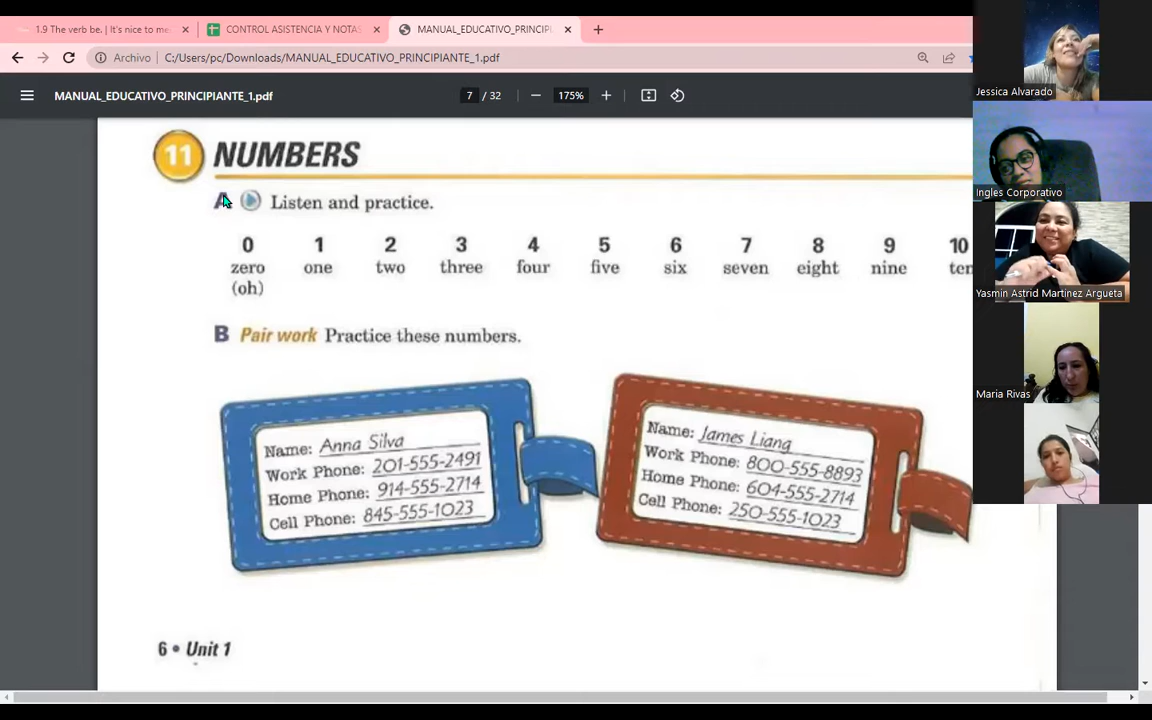 1.9 The verb be. | It's nice to me
CONTROL ASISTENCIA Y NOTAS
MANUAL_EDUCATIVO_PRINCIPI
Archivo
C:/Users/pc/Downloads/MANUAL_EDUCATIVO_PRINCIPIANTE_1.pdf
MANUAL_EDUCATIVO_PRINCIPIANTE_1.pdf
7 / 32
175%
11 NUMBERS
A Listen and practice.
0 1 2 3 4 5 6 7 8 9 10
zero one two three four five six seven eight nine ten
(oh)
B Pair work Practice these numbers.
Name: Anna Silva
Work Phone: 201-555-2491
Home Phone: 914-555-2714
Cell Phone: 845-555-1023
Name: James Liang
Work Phone: 800-555-8893
Home Phone: 604-555-2714
Cell Phone: 250-555-1023
6 • Unit 1
Jessica Alvarado
Ingles Corporativo
Yasmin Astrid Martinez Argueta
Maria Rivas